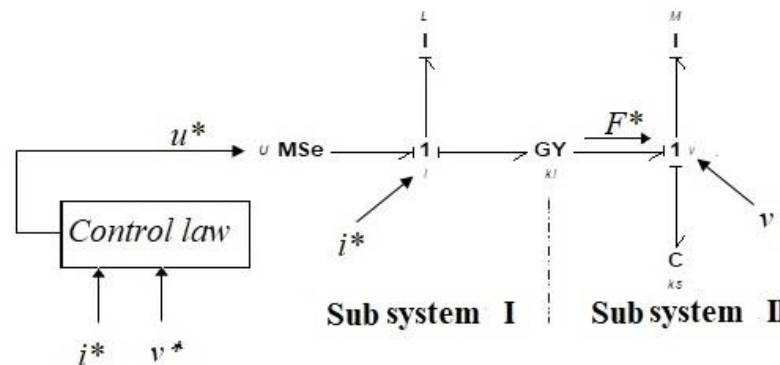 L
I
M
I
u*
U MSe
1
i
GY
ki
F*
1 v
Control law
i*
v
C
ks
Sub system I
Sub system II
i*
v*